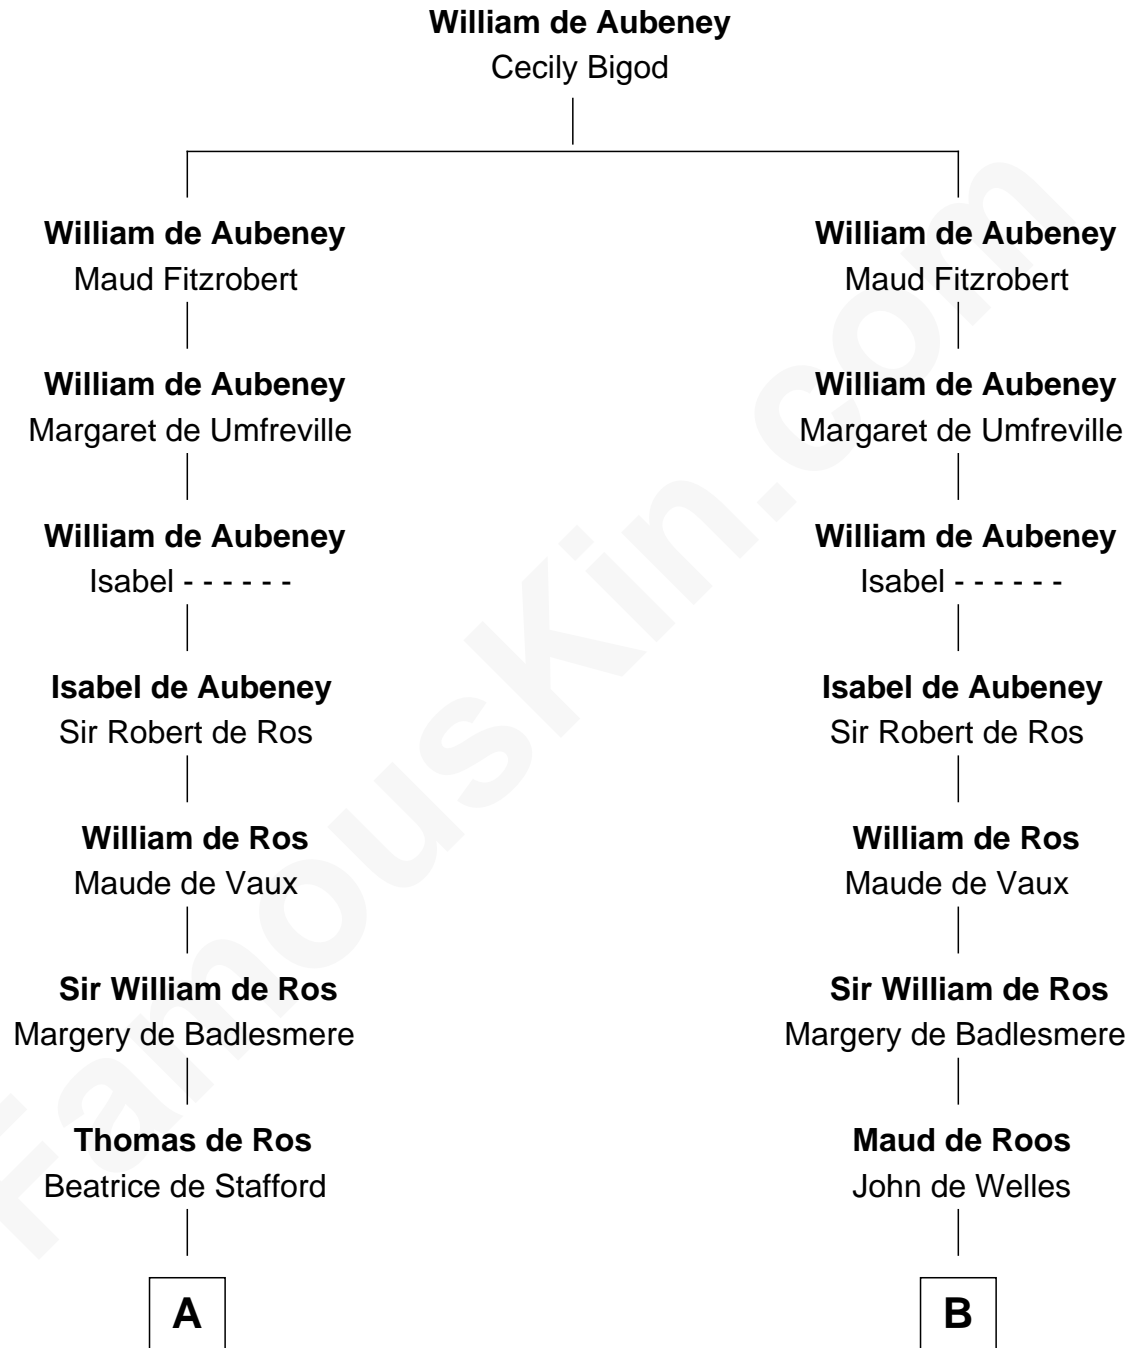 William de Aubeney
Cecily Bigod
William de Aubeney
Maud Fitzrobert
William de Aubeney
Margaret de Umfreville
William de Aubeney
Isabel - - - - - -
Isabel de Aubeney
Sir Robert de Ros
William de Ros
Maude de Vaux
Sir William de Ros
Margery de Badlesmere
Thomas de Ros
Beatrice de Stafford
A
William de Aubeney
Maud Fitzrobert
William de Aubeney
Margaret de Umfreville
William de Aubeney
Isabel - - - - - -
Isabel de Aubeney
Sir Robert de Ros
William de Ros
Maude de Vaux
Sir William de Ros
Margery de Badlesmere
Maud de Roos
John de Welles
B
FamousKin.com